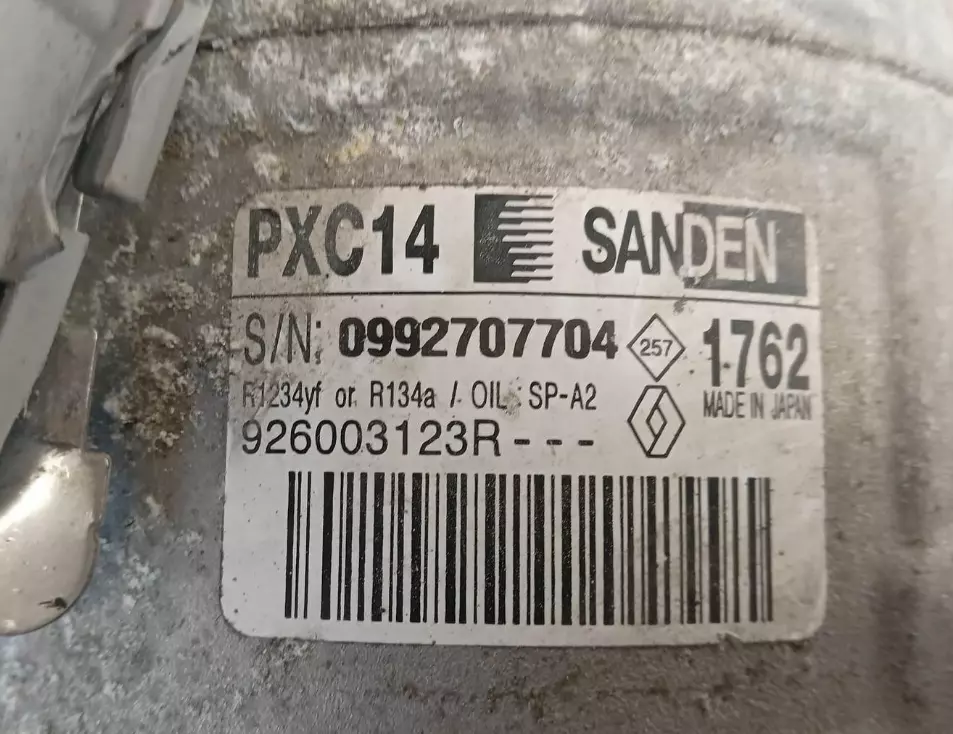 PXC14 SANDEN
S/N: 0992707704 257 1762
R1234yf or R134a / OIL : SP-A2 MADE IN JAPAN
926003123R - - -